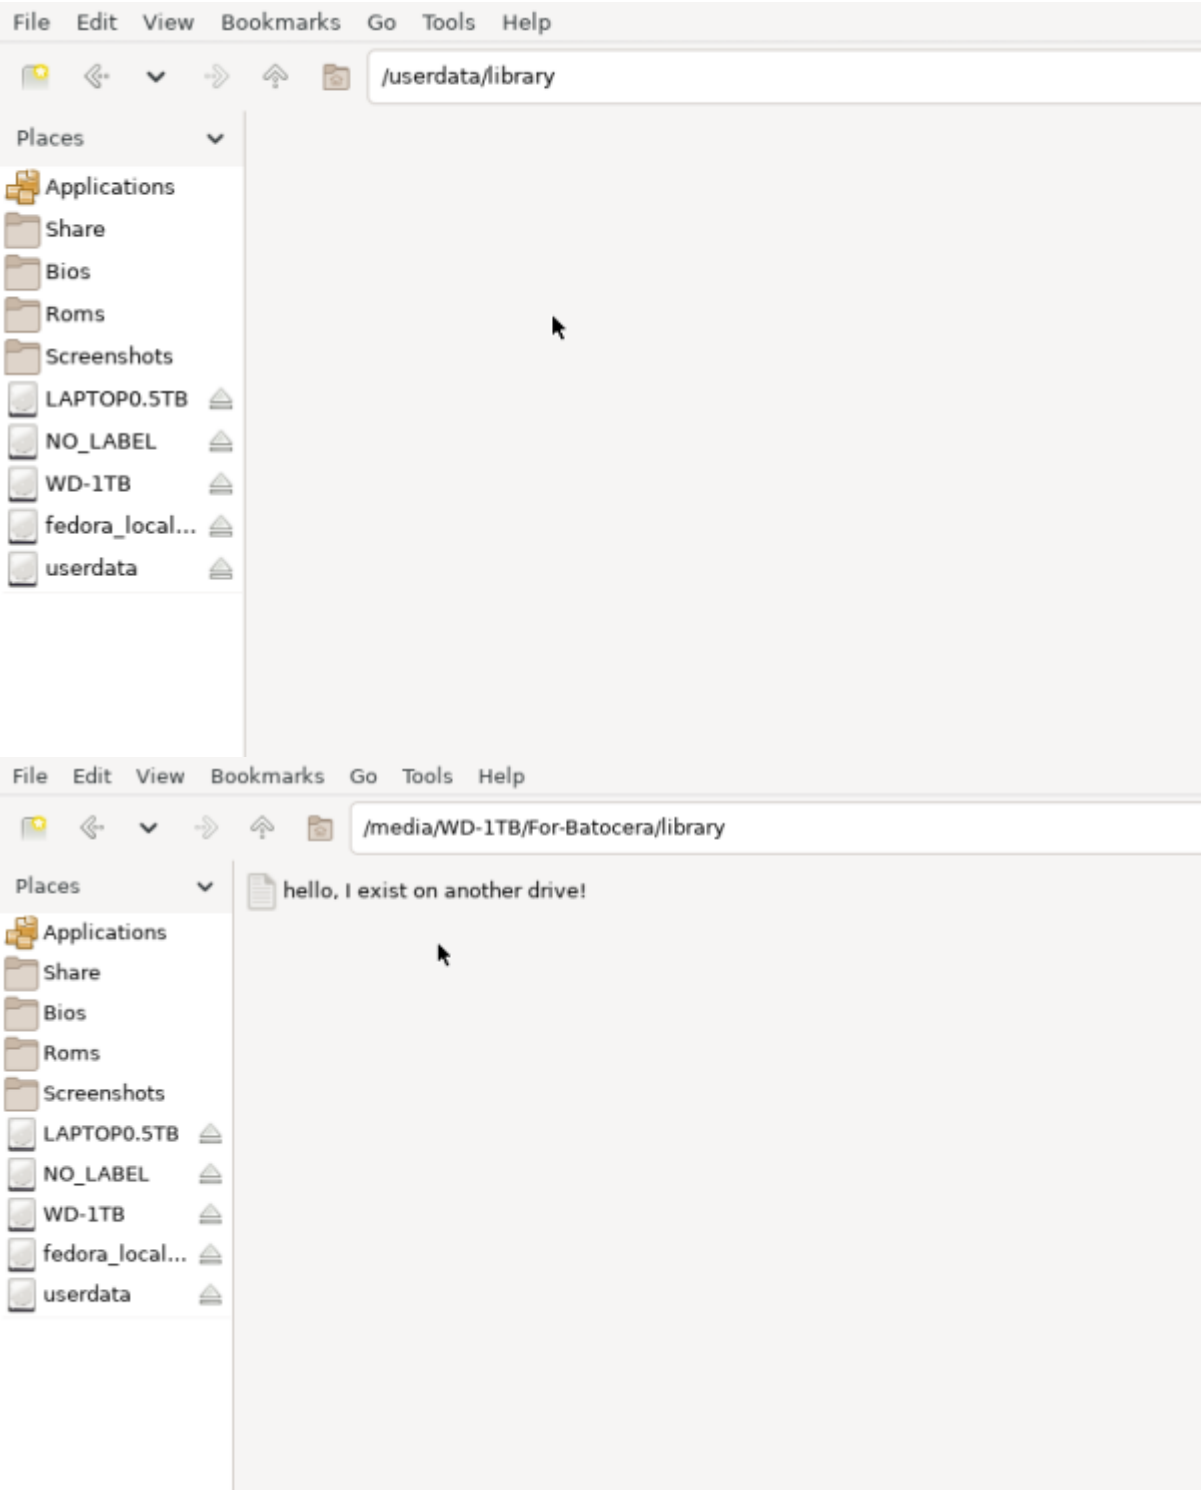 File Edit View Bookmarks Go Tools Help
/userdata/library
Places
Applications
Share
Bios
Roms
Screenshots
LAPTOP0.5TB
NO_LABEL
WD-1TB
fedora_local...
userdata
File Edit View Bookmarks Go Tools Help
/media/WD-1TB/For-Batocera/library
Places
hello, I exist on another drive!
Applications
Share
Bios
Roms
Screenshots
LAPTOP0.5TB
NO_LABEL
WD-1TB
fedora_local...
userdata